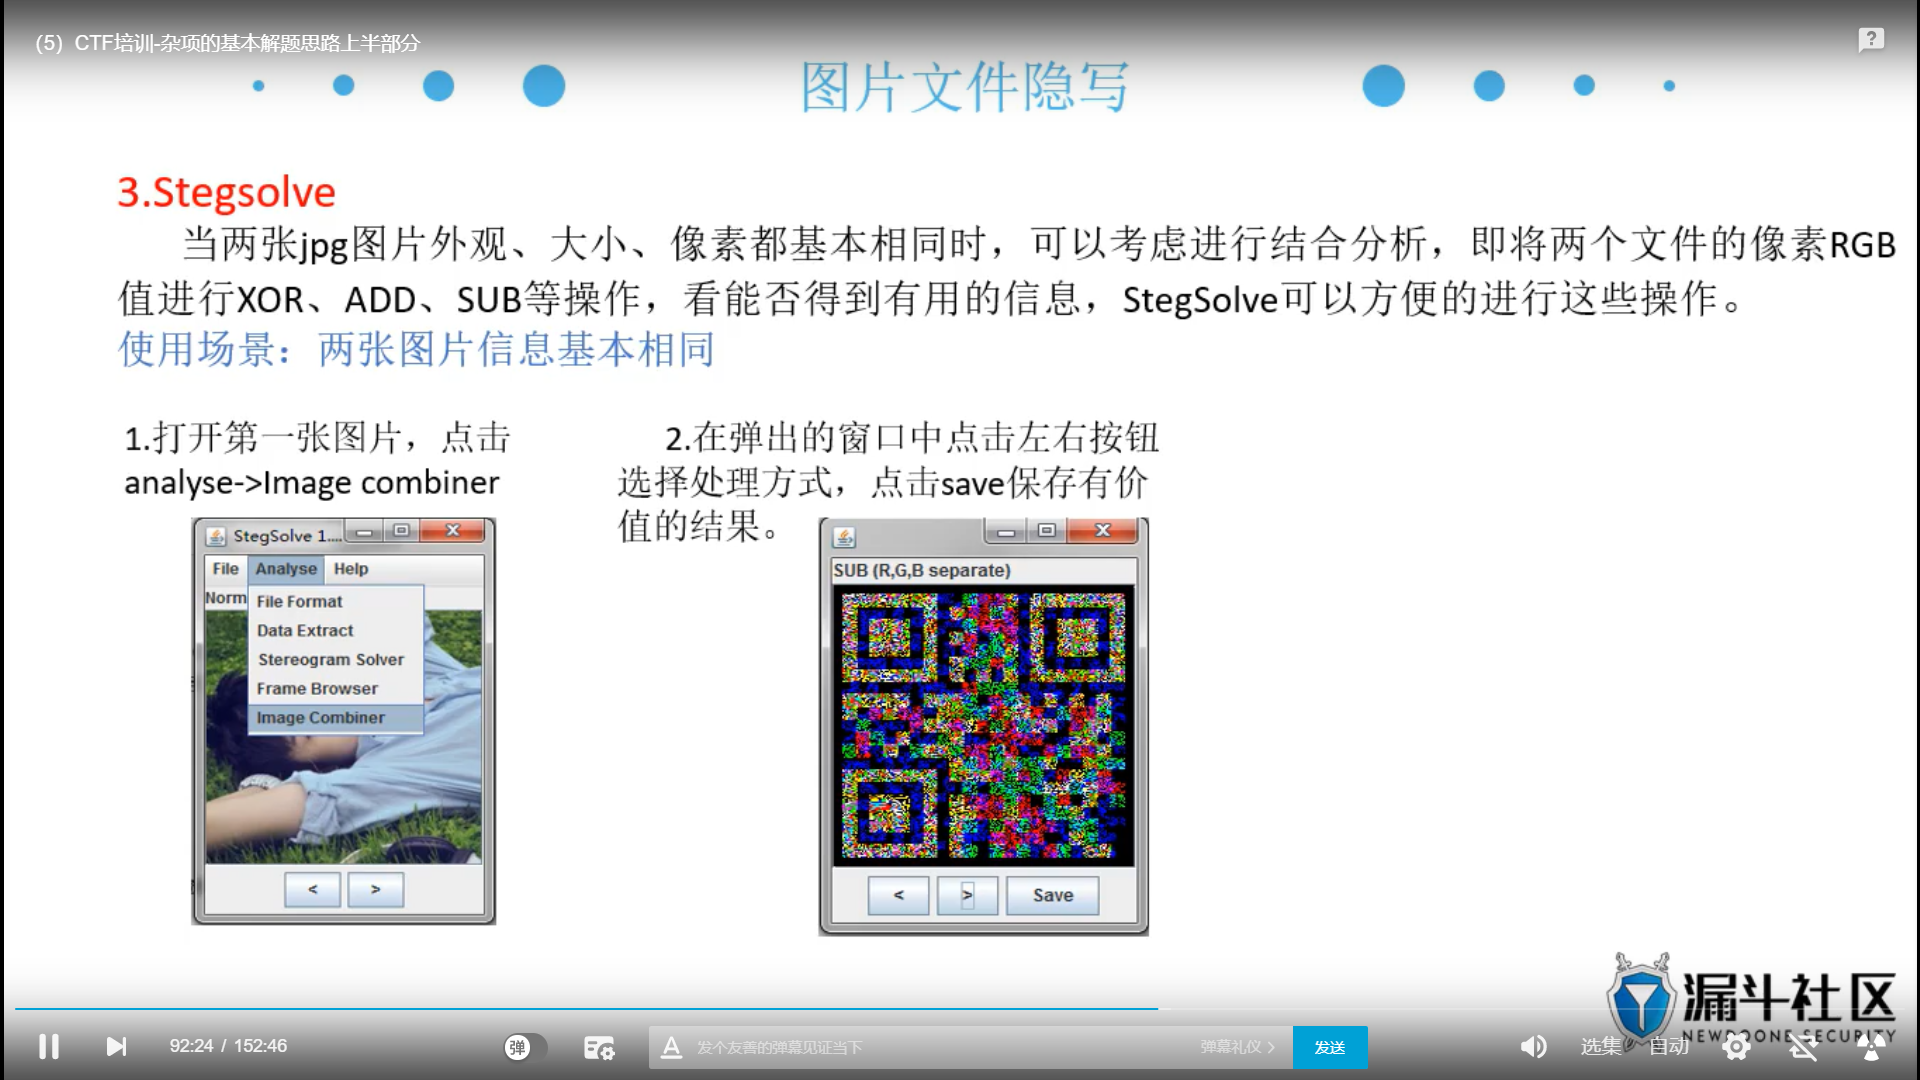 (5) CTF培训-杂项的基本解题思路上半部分
图片文件隐写
3.Stegsolve
当两张jpg图片外观、大小、像素都基本相同时，可以考虑进行结合分析，即将两个文件的像素RGB
值进行XOR、ADD、SUB等操作，看能否得到有用的信息，StegSolve可以方便的进行这些操作。
使用场景：两张图片信息基本相同
1.打开第一张图片，点击
analyse->Image combiner
StegSolve 1....
File Analyse Help
Norm
File Format
Data Extract
Stereogram Solver
Frame Browser
Image Combiner
< >
2.在弹出的窗口中点击左右按钮
选择处理方式，点击save保存有价
值的结果。
SUB (R,G,B separate)
< > Save
漏斗社区
NEWDOONE SECURITY
92:24 / 152:46
弹
发个友善的弹幕见证当下
弹幕礼仪 >
发送
选集
自动